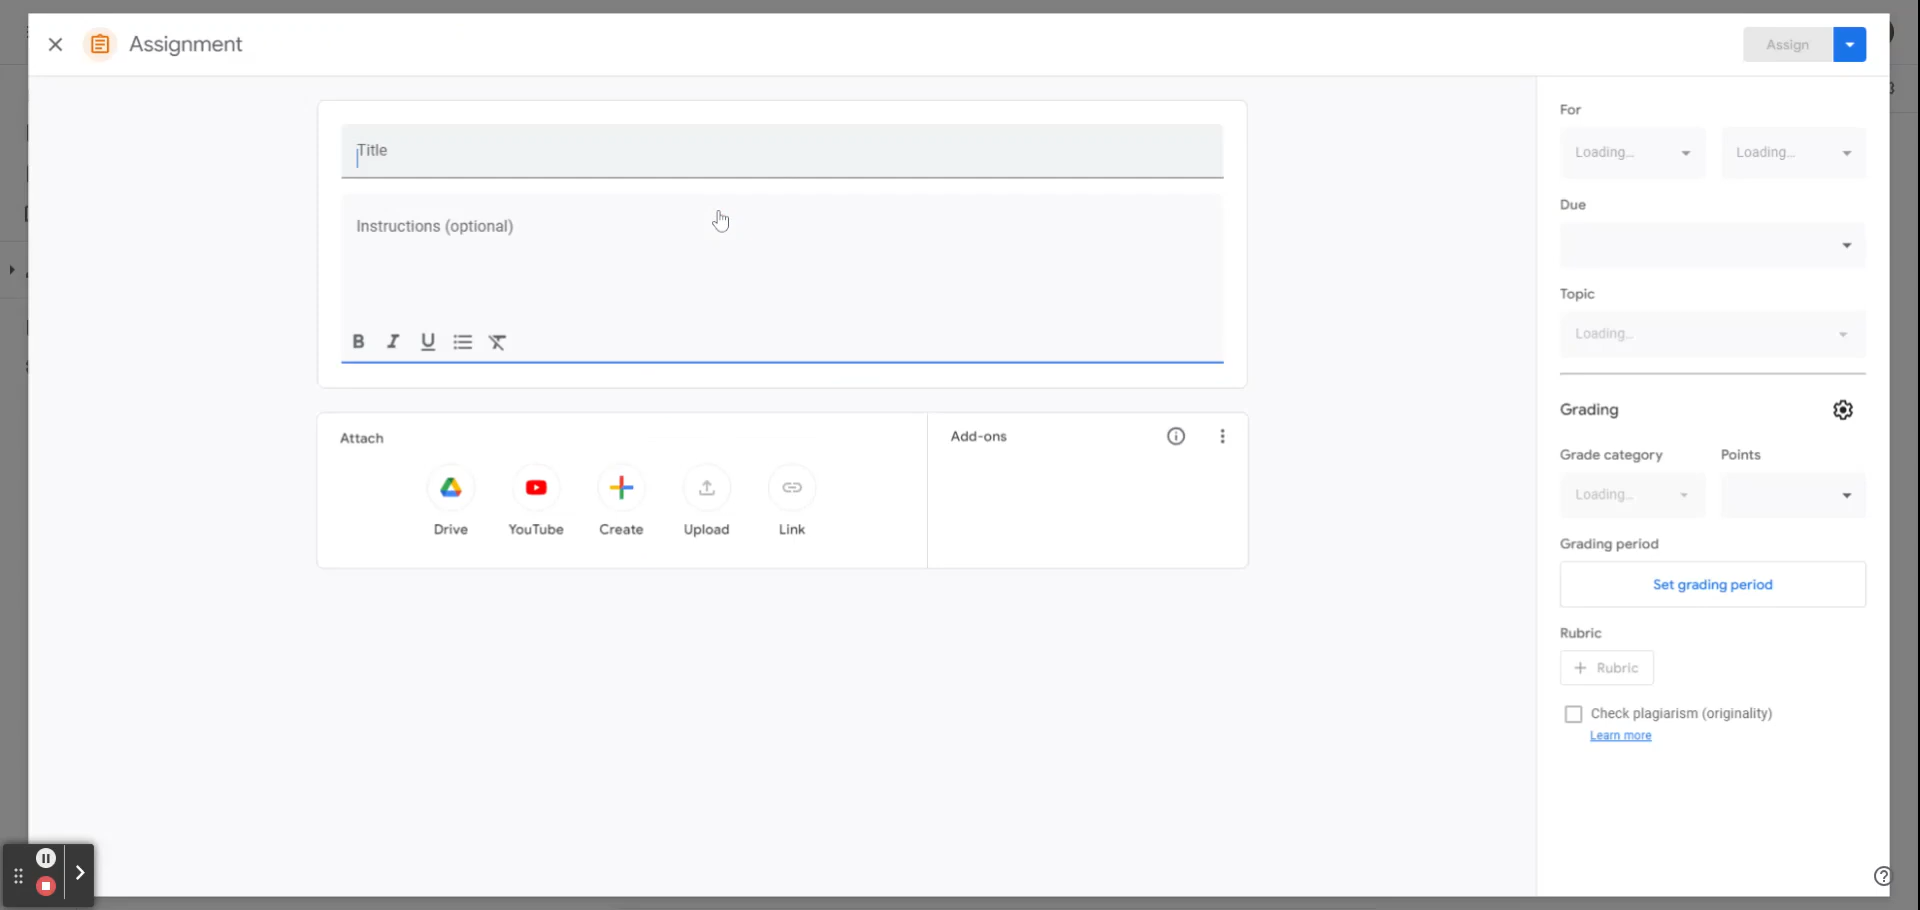 Assignment
Assign
Title
Instructions (optional)
B I U
Attach
Drive
YouTube
Create
Upload
Link
Add-ons
For
Loading...
Loading...
Due
Topic
Loading...
Grading
Grade category
Points
Loading...
Grading period
Set grading period
Rubric
+ Rubric
Check plagiarism (originality)
Learn more